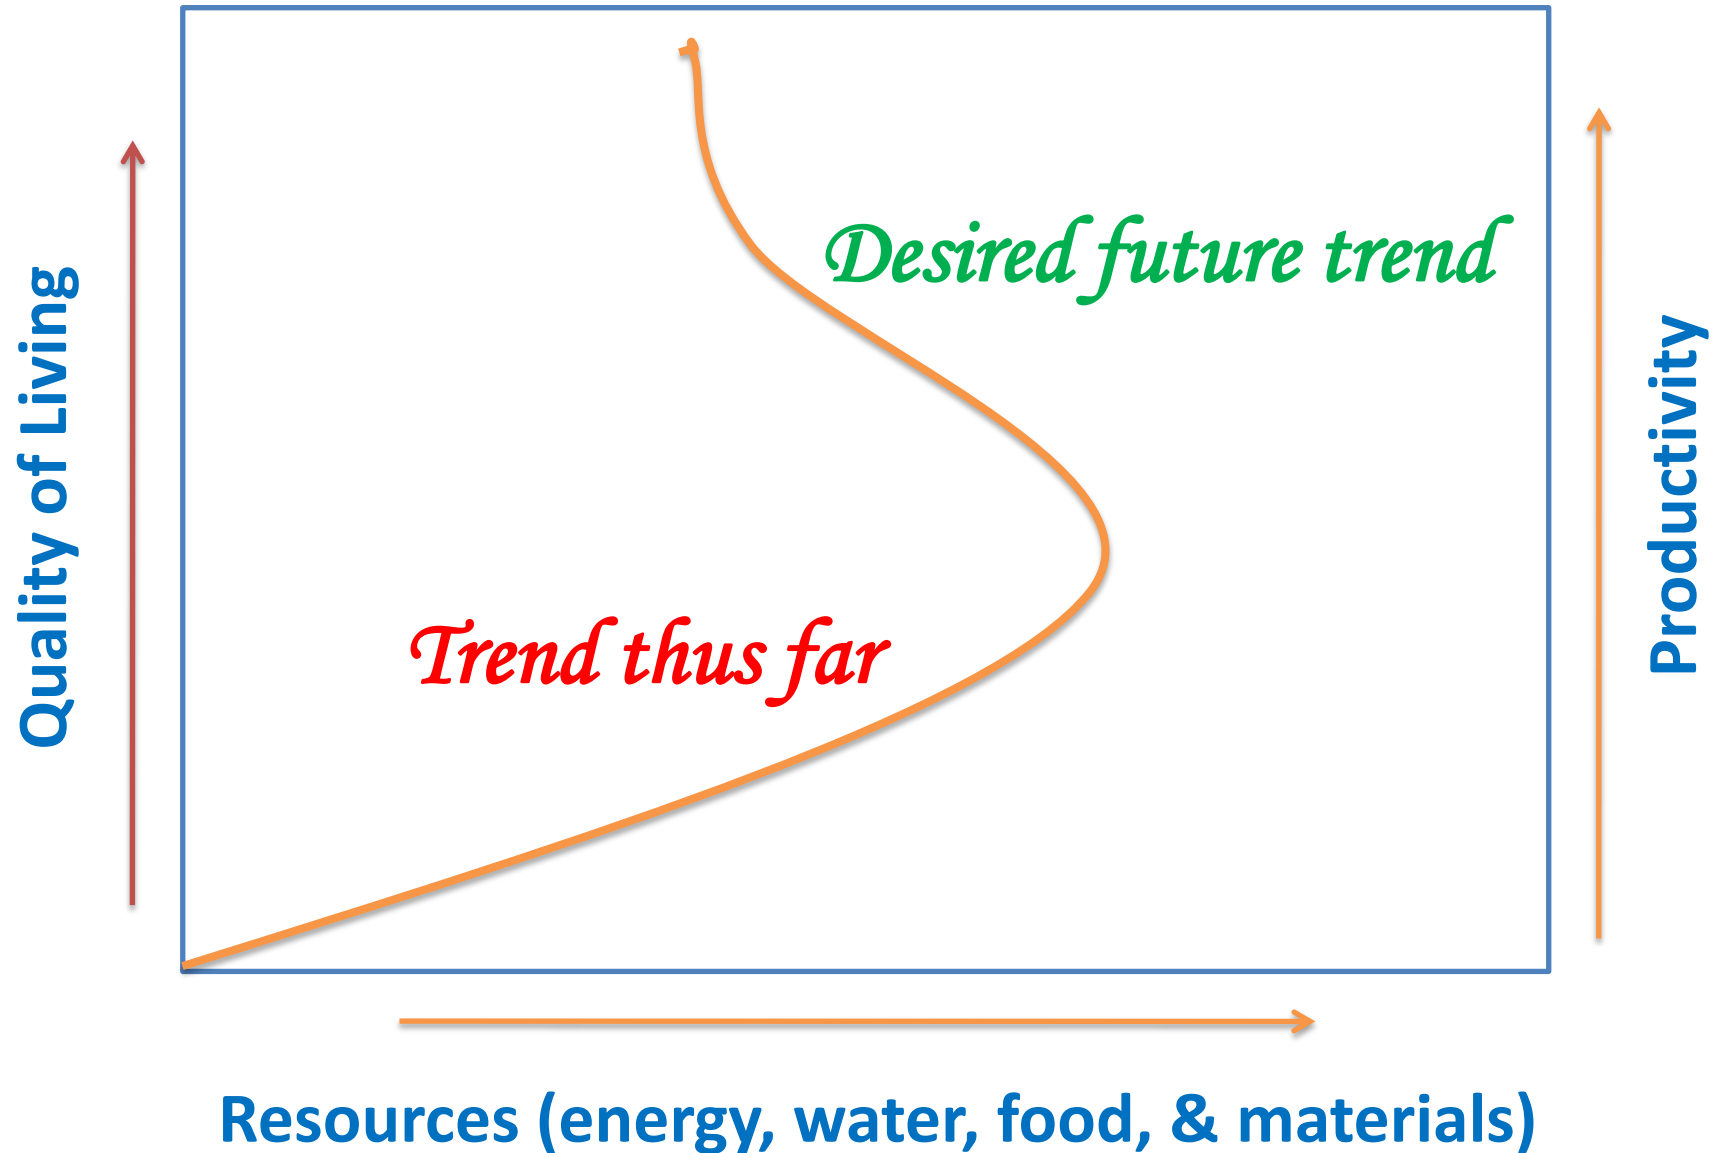 Desired future trend
Quality of Living
Productivity
Trend thus far
Resources (energy, water, food, & materials)